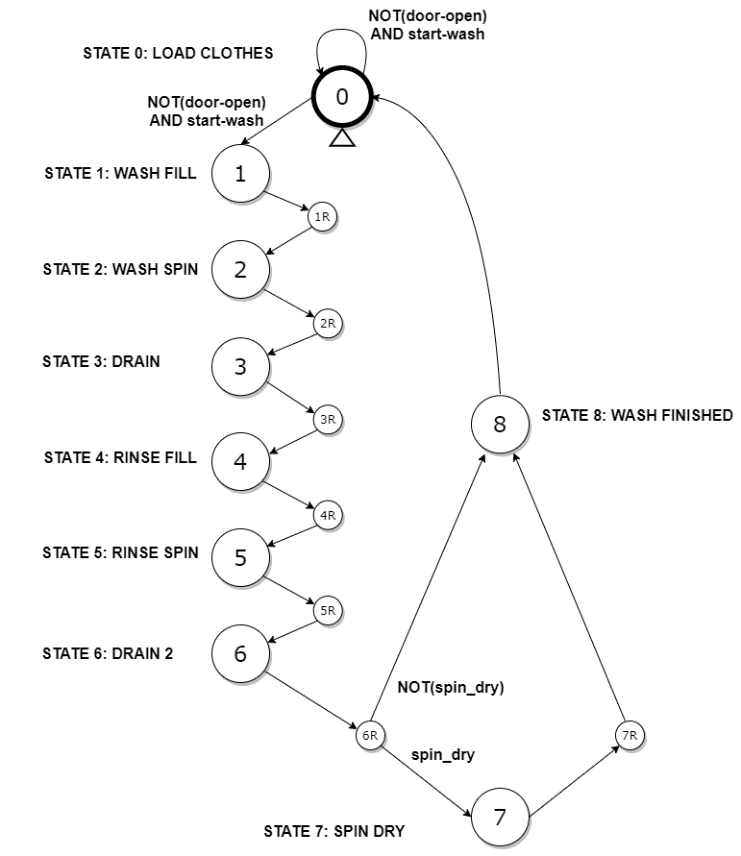 NOT(door-open)
AND start-wash
STATE 0: LOAD CLOTHES
0
NOT(door-open)
AND start-wash
STATE 1: WASH FILL
1
1R
STATE 2: WASH SPIN
2
2R
STATE 3: DRAIN
3
3R
8
STATE 8: WASH FINISHED
STATE 4: RINSE FILL
4
4R
STATE 5: RINSE SPIN
5
5R
STATE 6: DRAIN 2
6
NOT(spin_dry)
6R
7R
spin_dry
7
STATE 7: SPIN DRY